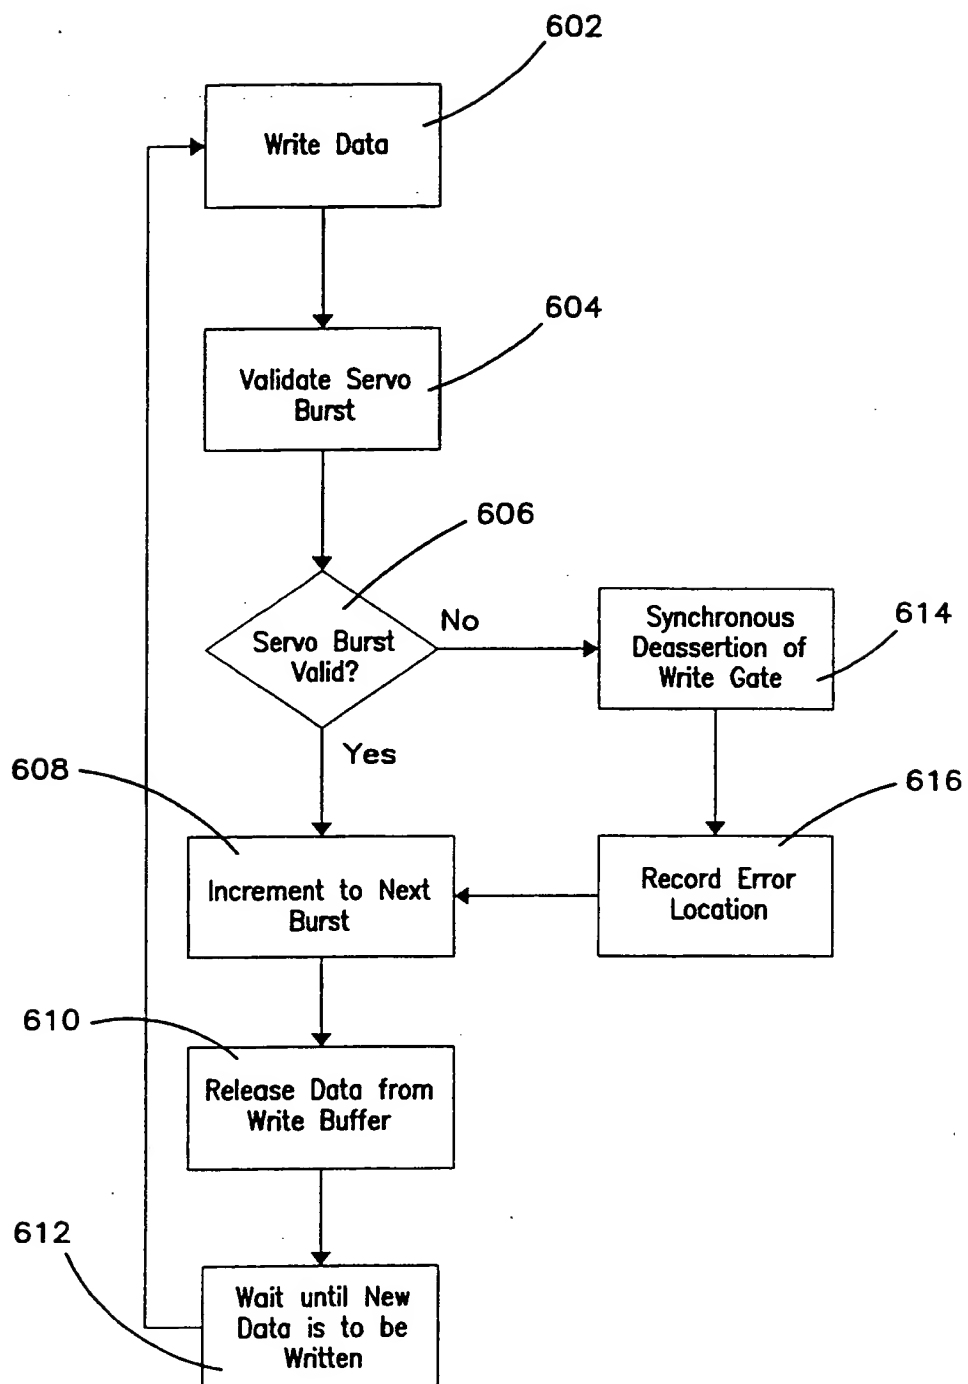 602
Write Data
604
Validate Servo
Burst
606
Servo Burst
Valid?
No
Yes
614
Synchronous
Deassertion of
Write Gate
608
Increment to Next
Burst
616
Record Error
Location
610
Release Data from
Write Buffer
612
Wait until New
Data is to be
Written